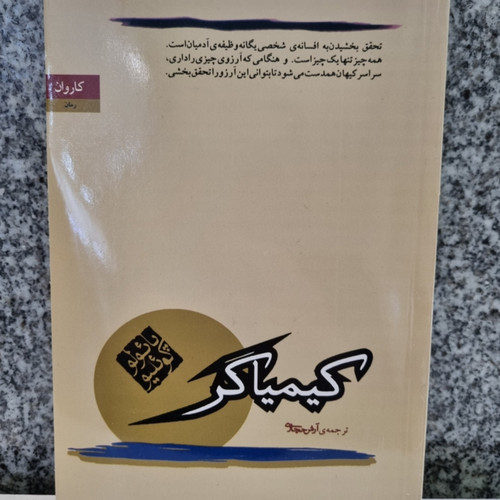 تحقق بخشیدن به افسانه‌ی شخصی یگانه وظیفه‌ی آدمیان است.
همه چیز تنها یک چیز است. و هنگامی که آرزوی چیزی را داری،
سراسر کیهان همدست می‌شود تا بتوانی این آرزو را تحقق بخشی.
کاروان
رمان
پائولو
کوئلیو
کیمیاگر
ترجمه‌ی آرش حجازی